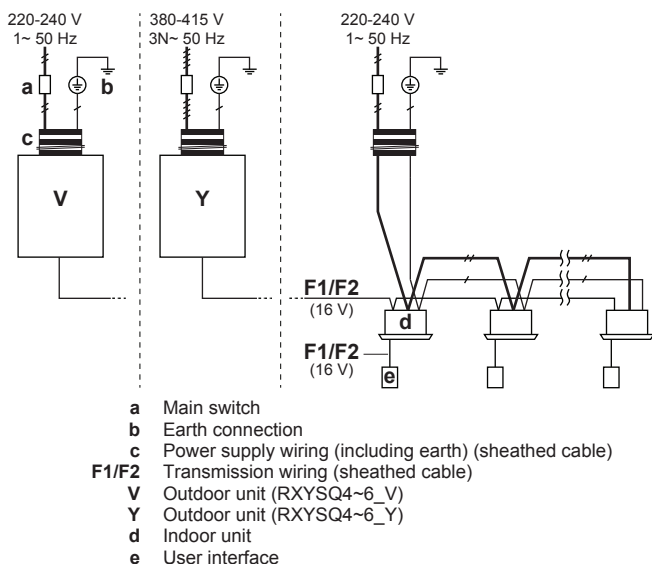 220-240 V
1~ 50 Hz
380-415 V
3N~ 50 Hz
220-240 V
1~ 50 Hz
a
b
c
V
Y
F1/F2
(16 V)
d
F1/F2
(16 V)
e
a Main switch
b Earth connection
c Power supply wiring (including earth) (sheathed cable)
F1/F2 Transmission wiring (sheathed cable)
V Outdoor unit (RXYSQ4~6_V)
Y Outdoor unit (RXYSQ4~6_Y)
d Indoor unit
e User interface